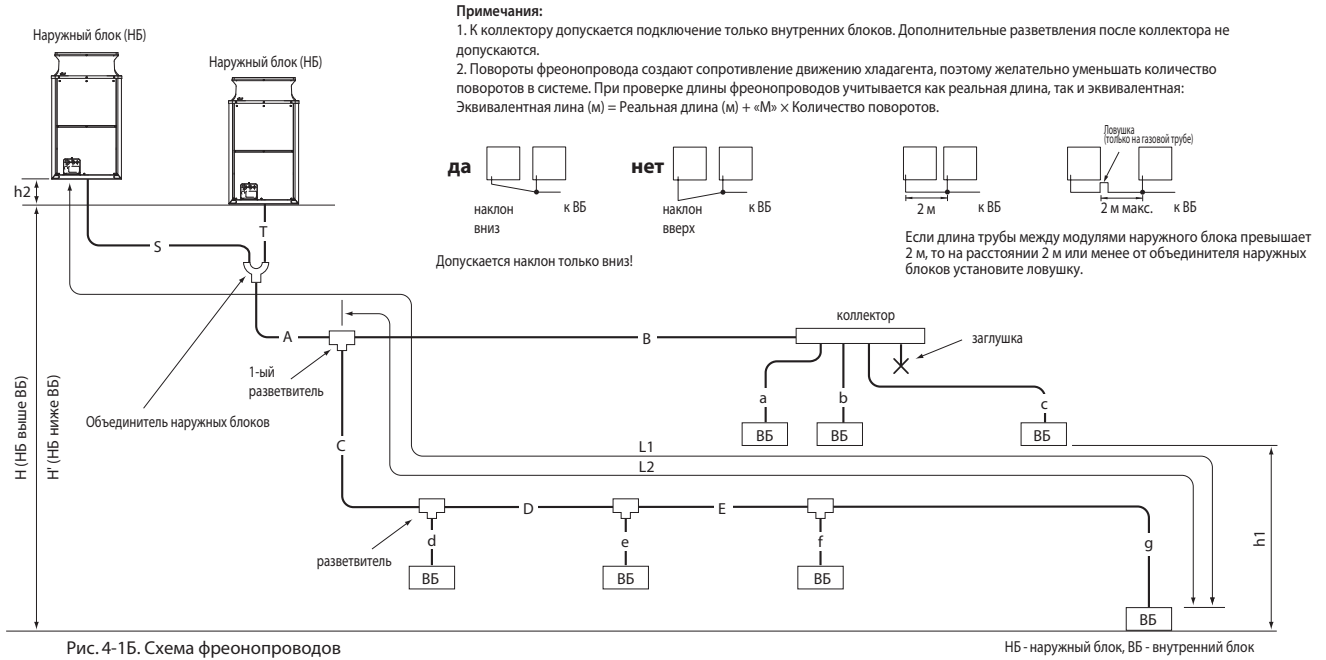 Примечания:
1. К коллектору допускается подключение только внутренних блоков. Дополнительные разветвления после коллектора не
допускаются.
2. Повороты фреонопровода создают сопротивление движению хладагента, поэтому желательно уменьшать количество
поворотов в системе. При проверке длины фреонопроводов учитывается как реальная длина, так и эквивалентная:
Эквивалентная лина (м) = Реальная длина (м) + «М» × Количество поворотов.
Наружный блок (НБ)
Наружный блок (НБ)
h2
S
T
да
наклон
вниз
к ВБ
нет
наклон
вверх
к ВБ
Допускается наклон только вниз!
2 м
к ВБ
Ловушка
(только на газовой трубе)
2 м макс.
к ВБ
Если длина трубы между модулями наружного блока превышает
2 м, то на расстоянии 2 м или менее от объединителя наружных
блоков установите ловушку.
A
B
коллектор
заглушка
1-ый
разветвитель
Объединитель наружных блоков
H (НБ выше ВБ)
H' (НБ ниже ВБ)
a
b
c
ВБ
ВБ
ВБ
C
L1
L2
D
E
d
e
f
g
h1
разветвитель
ВБ
ВБ
ВБ
ВБ
Рис. 4-1Б. Схема фреонопроводов
НБ - наружный блок, ВБ - внутренний блок